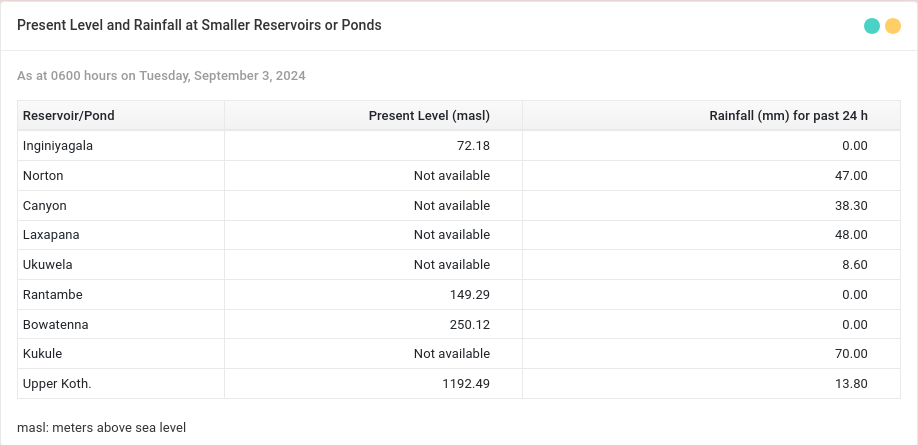 Present Level and Rainfall at Smaller Reservoirs or Ponds
As at 0600 hours on Tuesday, September 3, 2024
Reservoir/Pond Present Level (masl) Rainfall (mm) for past 24 h
Inginiyagala 72.18 0.00
Norton Not available 47.00
Canyon Not available 38.30
Laxapana Not available 48.00
Ukuwela Not available 8.60
Rantambe 149.29 0.00
Bowatenna 250.12 0.00
Kukule Not available 70.00
Upper Koth. 1192.49 13.80
masl: meters above sea level